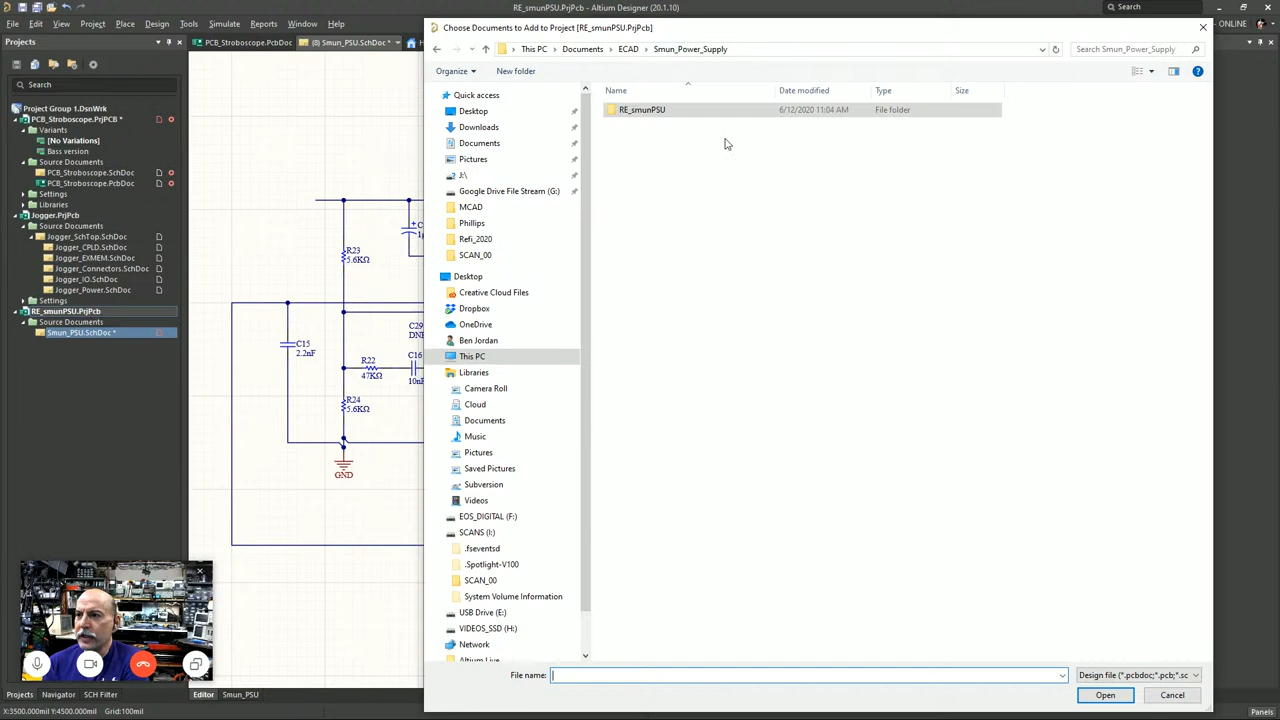 RE_smunPSU.PrjPcb - Altium Designer (20.1.10)
Search
File Edit View Project Place Design Tools Simulate Reports Window Help
ONLINE
Choose Documents to Add to Project [RE_smunPSU.PrjPcb]
Projects
PCB_Stroboscope.PcbDoc
(8) Smun_PSU.SchDoc *
This PC > Documents > ECAD > Smun_Power_Supply
Search Smun_Power_Supply
Organize
New folder
Search
Project Group 1.DsnWrk
PCB_Stroboscope.PrjPCB *
Variants
[No Variations]
Bass version
Source Documents
PCB_Stroboscope.SchDoc
PCB_Stroboscope.PcbDoc
Settings
Libraries
Jogger.PrjPcb
Source Documents
Jogger_SchTop.SchDoc
Jogger_CPLD.SchDoc
Jogger_EXMEM.SchDoc
Jogger_Connectors.SchDoc
Jogger_IO.SchDoc
Jogger_Power.SchDoc
Settings
RE_smunPSU.PrjPcb
Source Documents
Smun_PSU.SchDoc *
R23
5.6KΩ
C15
2.2nF
R22
47KΩ
C16
R24
5.6KΩ
GND
Quick access
Desktop
Downloads
Documents
Pictures
J:\
Google Drive File Stream (G:)
MCAD
Phillips
Refi_2020
SCAN_00
Desktop
Creative Cloud Files
Dropbox
OneDrive
Ben Jordan
This PC
Libraries
Camera Roll
Cloud
Documents
Music
Pictures
Saved Pictures
Subversion
Videos
EOS_DIGITAL (F:)
SCANS (I:)
.fseventsd
.Spotlight-V100
SCAN_00
System Volume Information
USB Drive (E:)
VIDEOS_SSD (H:)
Network
Altium Live
Name
Date modified
Type
Size
RE_smunPSU
6/12/2020 11:04 AM
File folder
File name:
Design file (*.pcbdoc;*.pcb;*.sc
Open
Cancel
Projects
Navigator
SCH Filter
Editor
Smun_PSU
X:3500.000mil Y:4500.000mil Grid:100mil
Panels